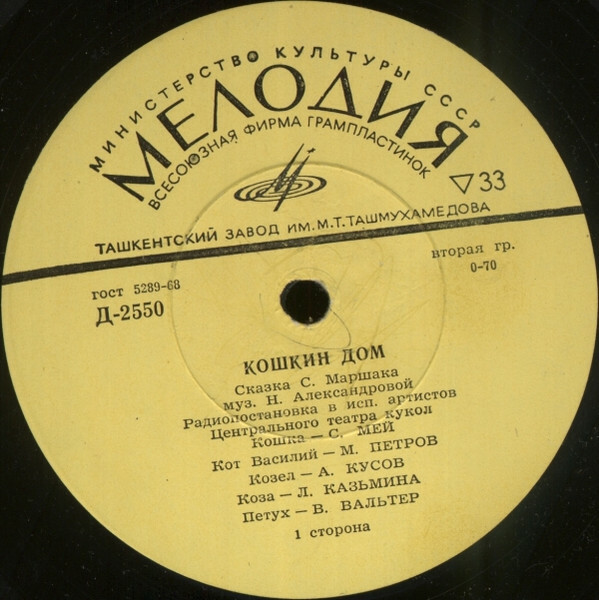 МИНИСТЕРСТВО КУЛЬТУРЫ СССР
МЕЛОДИЯ
ВСЕСОЮЗНАЯ ФИРМА ГРАМПЛАСТИНОК
▽33
ТАШКЕНТСКИЙ ЗАВОД ИМ.М.Т.ТАШМУХАМЕДОВА
гост 5289-68
Д-2550
вторая гр.
0-70
КОШКИН ДОМ
Сказка С. Маршака
муз. Н. Александровой
Радиопостановка в исп. артистов
Центрального театра кукол
Кошка — С. МЕЙ
Кот Василий — М. ПЕТРОВ
Козел — А. КУСОВ
Коза — Л. КАЗЬМИНА
Петух — В. ВАЛЬТЕР
1 сторона